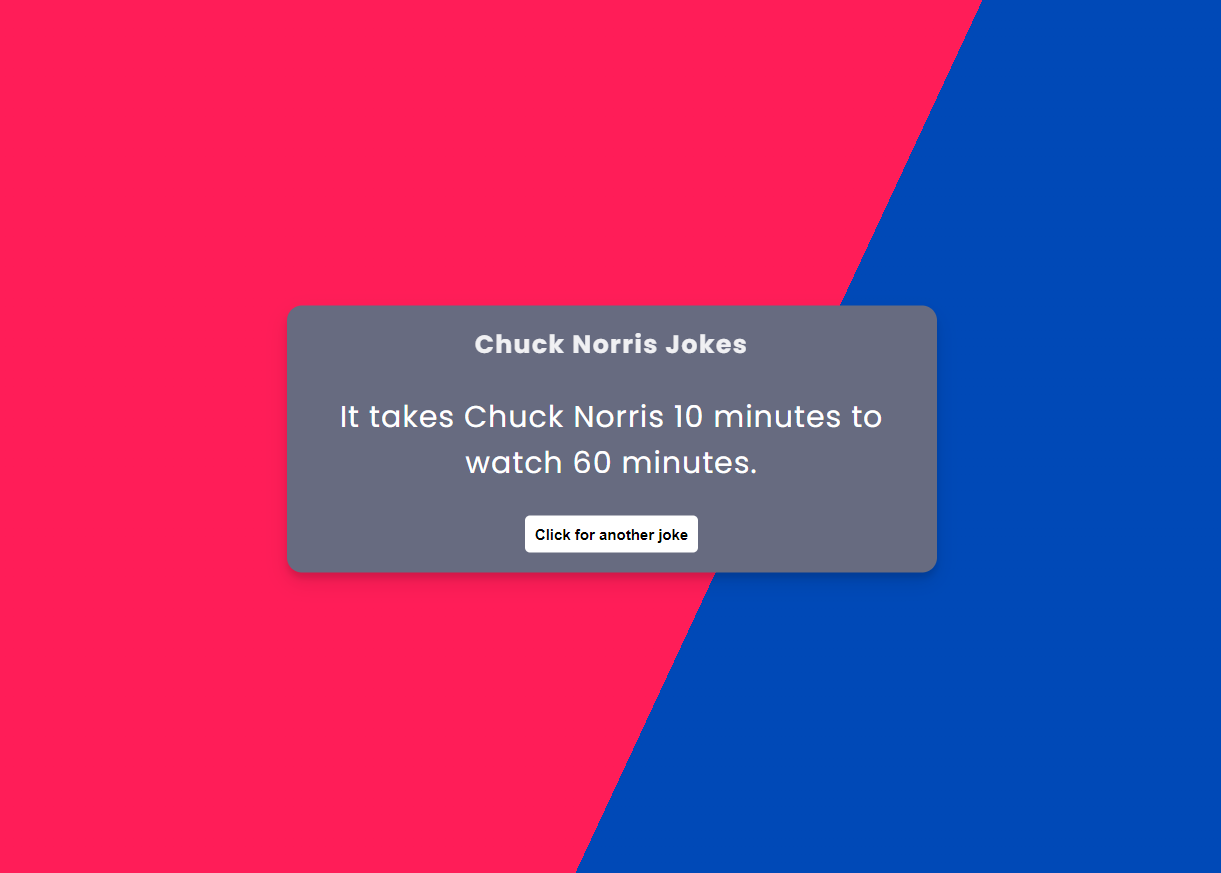 Chuck Norris Jokes
It takes Chuck Norris 10 minutes to
watch 60 minutes.
Click for another joke